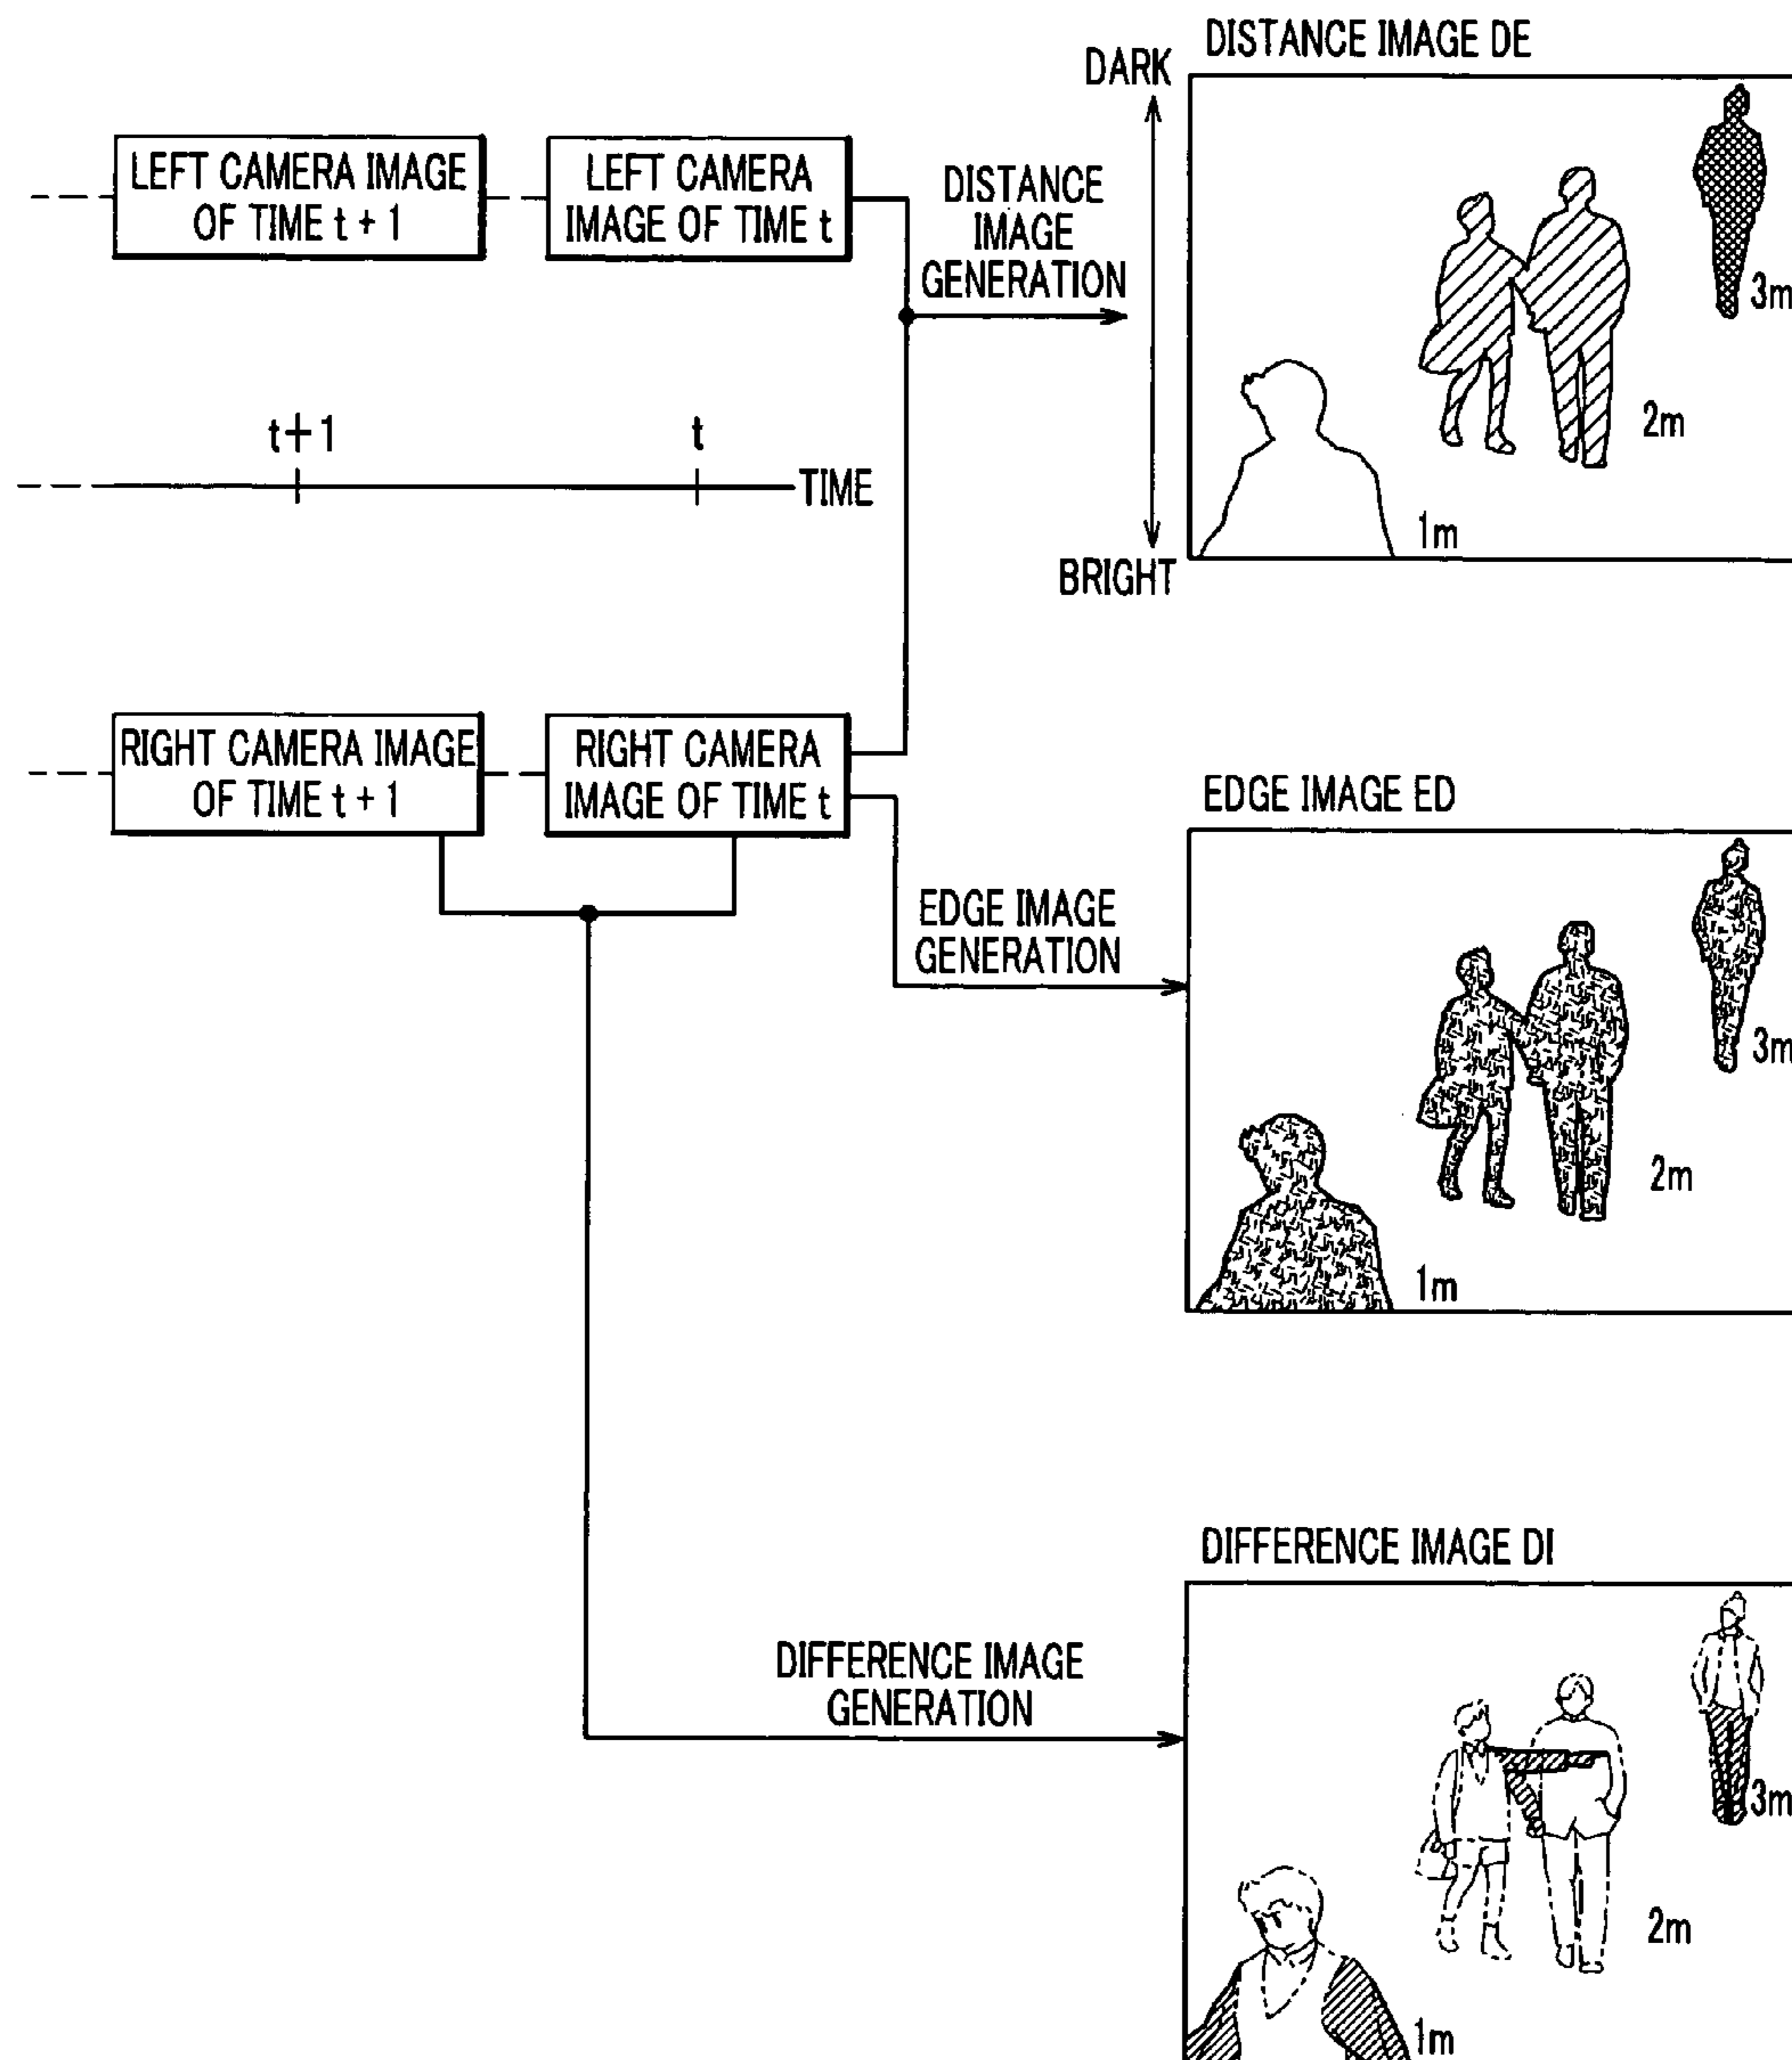 DISTANCE IMAGE DE
DARK
LEFT CAMERA IMAGE
OF TIME t + 1
LEFT CAMERA
IMAGE OF TIME t
DISTANCE
IMAGE
GENERATION
3m
2m
1m
BRIGHT
t+1
t
TIME
RIGHT CAMERA IMAGE
OF TIME t + 1
RIGHT CAMERA
IMAGE OF TIME t
EDGE IMAGE ED
EDGE IMAGE
GENERATION
3m
2m
1m
DIFFERENCE IMAGE DI
DIFFERENCE IMAGE
GENERATION
3m
2m
1m